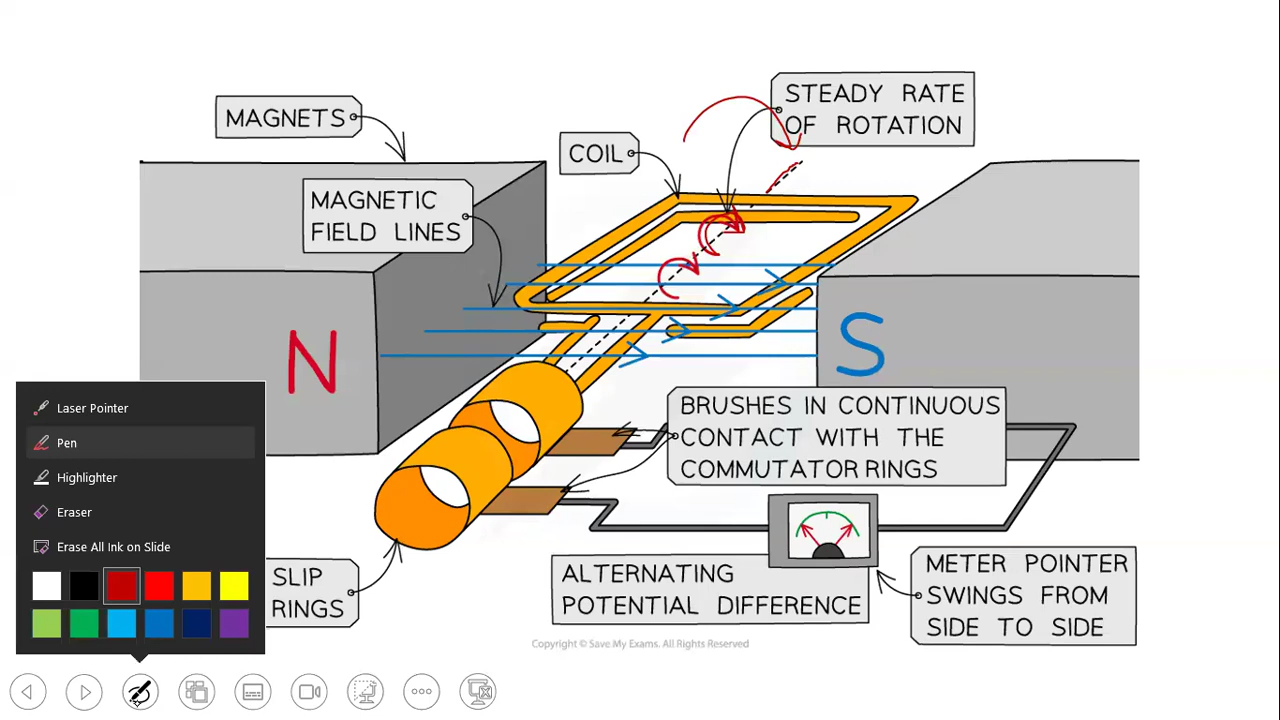 MAGNETS
STEADY RATE
OF ROTATION
COIL
MAGNETIC
FIELD LINES
N
S
Laser Pointer
Pen
Highlighter
Eraser
Erase All Ink on Slide
BRUSHES IN CONTINUOUS
CONTACT WITH THE
COMMUTATOR RINGS
SLIP
RINGS
ALTERNATING
POTENTIAL DIFFERENCE
METER POINTER
SWINGS FROM
SIDE TO SIDE
Copyright © Save My Exams. All Rights Reserved